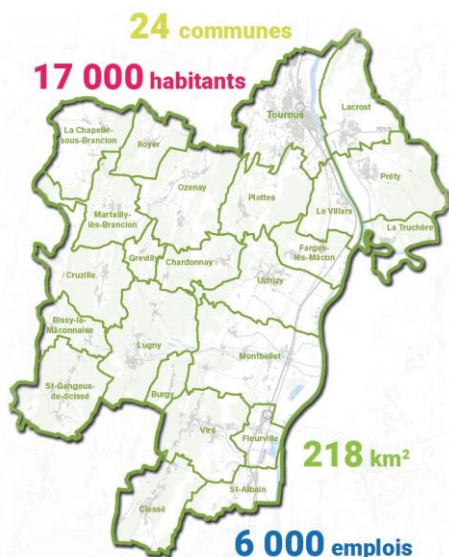 24 communes
17 000 habitants
Lacrost
Tournus
La Chapelle-
sous-Brancion
Royer
Préty
Ozenay
Plottes
Le Villars
Martailly-
lès-Brancion
La Truchère
Farges-
lès-Mâcon
Grevilly
Chardonnay
Cruzille
Uchizy
Bissy-la-
Mâconnaise
Lugny
Montbellet
St-Gengoux-
de-Scissé
Burgy
Viré
Fleurville
218 km²
Clessé
St-Albain
6 000 emplois